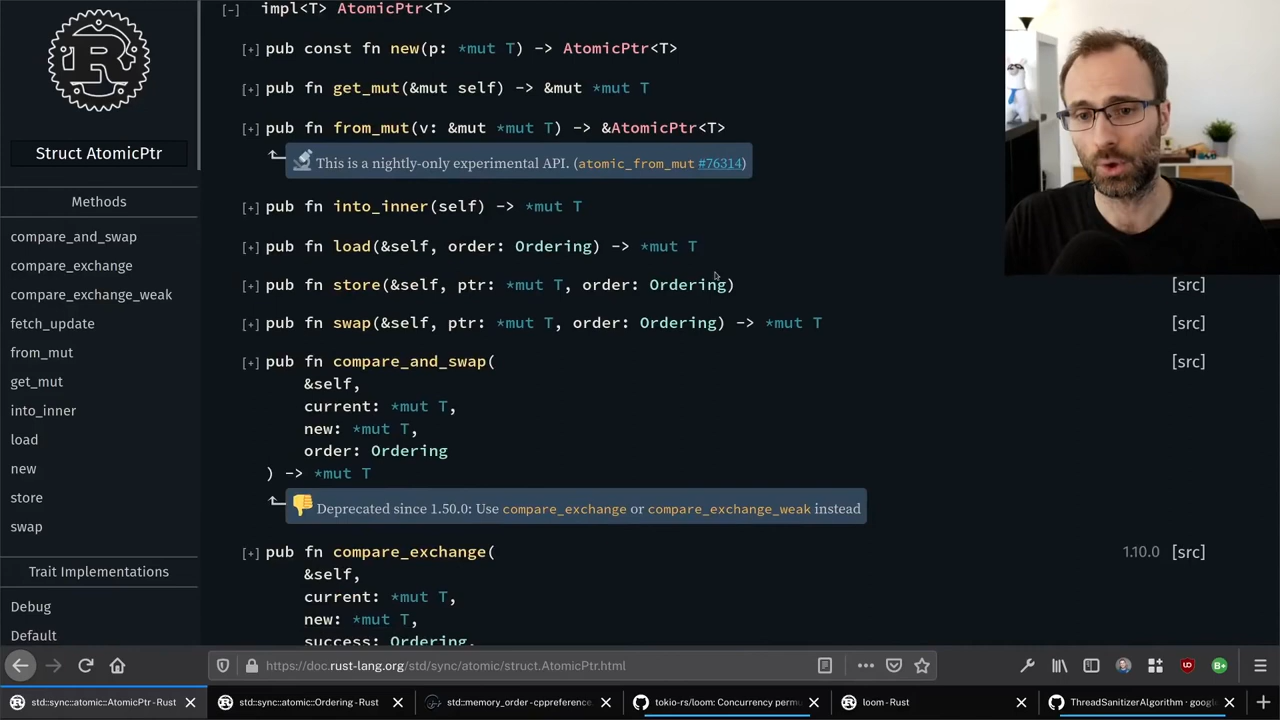 impl<T> AtomicPtr<T>
[-]
[+] pub const fn new(p: *mut T) -> AtomicPtr<T>
[+] pub fn get_mut(&mut self) -> &mut *mut T
[+] pub fn from_mut(v: &mut *mut T) -> &AtomicPtr<T>
🔬 This is a nightly-only experimental API. (atomic_from_mut #76314)
[+] pub fn into_inner(self) -> *mut T
[+] pub fn load(&self, order: Ordering) -> *mut T
[+] pub fn store(&self, ptr: *mut T, order: Ordering) [src]
[+] pub fn swap(&self, ptr: *mut T, order: Ordering) -> *mut T [src]
[+] pub fn compare_and_swap( [src]
&self,
current: *mut T,
new: *mut T,
order: Ordering
) -> *mut T
👎 Deprecated since 1.50.0: Use compare_exchange or compare_exchange_weak instead
[+] pub fn compare_exchange( 1.10.0 [src]
&self,
current: *mut T,
new: *mut T,
success: Ordering,
R
Struct AtomicPtr
Methods
compare_and_swap
compare_exchange
compare_exchange_weak
fetch_update
from_mut
get_mut
into_inner
load
new
store
swap
Trait Implementations
Debug
Default
https://doc.rust-lang.org/std/sync/atomic/struct.AtomicPtr.html
std::sync::atomic::AtomicPtr - Rust
std::sync::atomic::Ordering - Rust
std::memory_order - cppreference.
tokio-rs/loom: Concurrency permu
loom - Rust
ThreadSanitizerAlgorithm · google